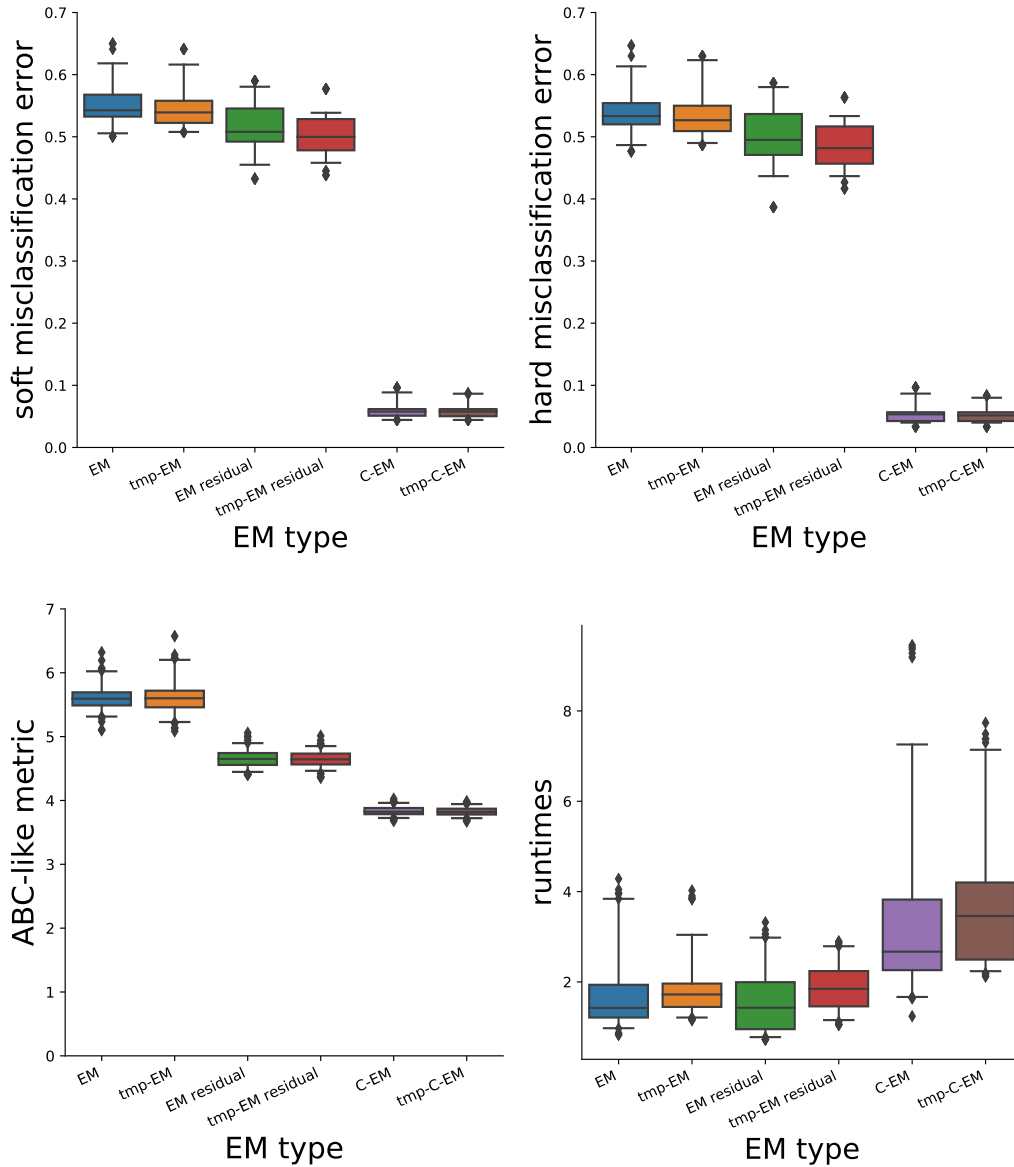 soft misclassification error
0.7
0.6
0.5
0.4
0.3
0.2
0.1
0.0
EM
tmp-EM
EM residual
tmp-EM residual
C-EM
tmp-C-EM
EM type
hard misclassification error
0.7
0.6
0.5
0.4
0.3
0.2
0.1
0.0
EM
tmp-EM
EM residual
tmp-EM residual
C-EM
tmp-C-EM
EM type
ABC-like metric
7
6
5
4
3
2
1
0
EM
tmp-EM
EM residual
tmp-EM residual
C-EM
tmp-C-EM
EM type
runtimes
8
6
4
2
EM
tmp-EM
EM residual
tmp-EM residual
C-EM
tmp-C-EM
EM type